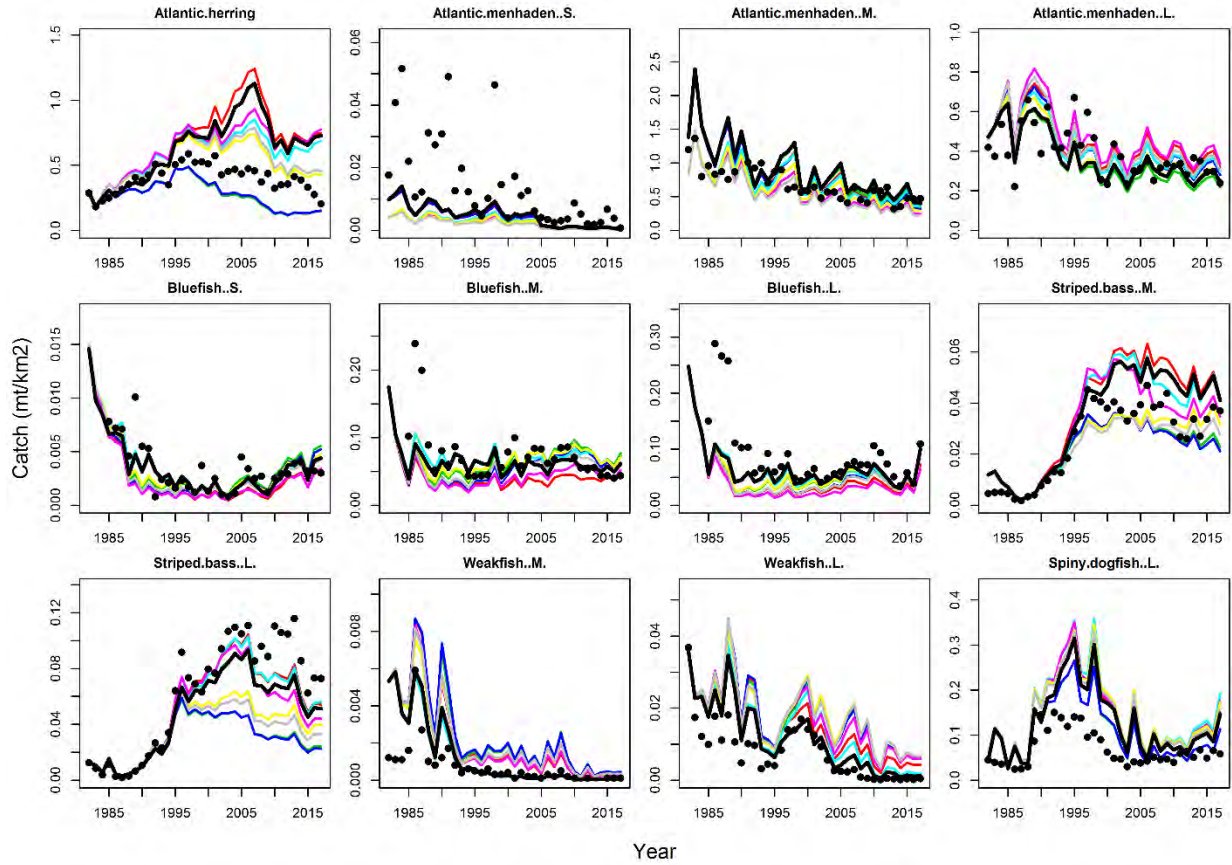 Atlantic.herring Atlantic.menhaden..S. Atlantic.menhaden..M. Atlantic.menhaden..L.
1.5 0.06 1.0
1.0 0.04 2.5 0.8
0.5 0.02 2.0 0.6
0.0 0.00 1.5 0.4
1.0 0.2
0.5 0.0
0.0
1985 1995 2005 2015 1985 1995 2005 2015 1985 1995 2005 2015 1985 1995 2005 2015
Bluefish..S. Bluefish..M. Bluefish..L. Striped.bass..M.
0.015 0.20 0.30 0.06
0.010 0.10 0.20 0.04
0.005 0.00 0.10 0.02
0.000 0.00 0.00
1985 1995 2005 2015 1985 1995 2005 2015 1985 1995 2005 2015 1985 1995 2005 2015
Striped.bass..L. Weakfish..M. Weakfish..L. Spiny.dogfish..L.
0.12 0.008 0.04 0.4
0.08 0.004 0.02 0.3
0.04 0.000 0.00 0.2
0.00 0.1
0.0
1985 1995 2005 2015 1985 1995 2005 2015 1985 1995 2005 2015 1985 1995 2005 2015
Catch (mt/km2)
Year